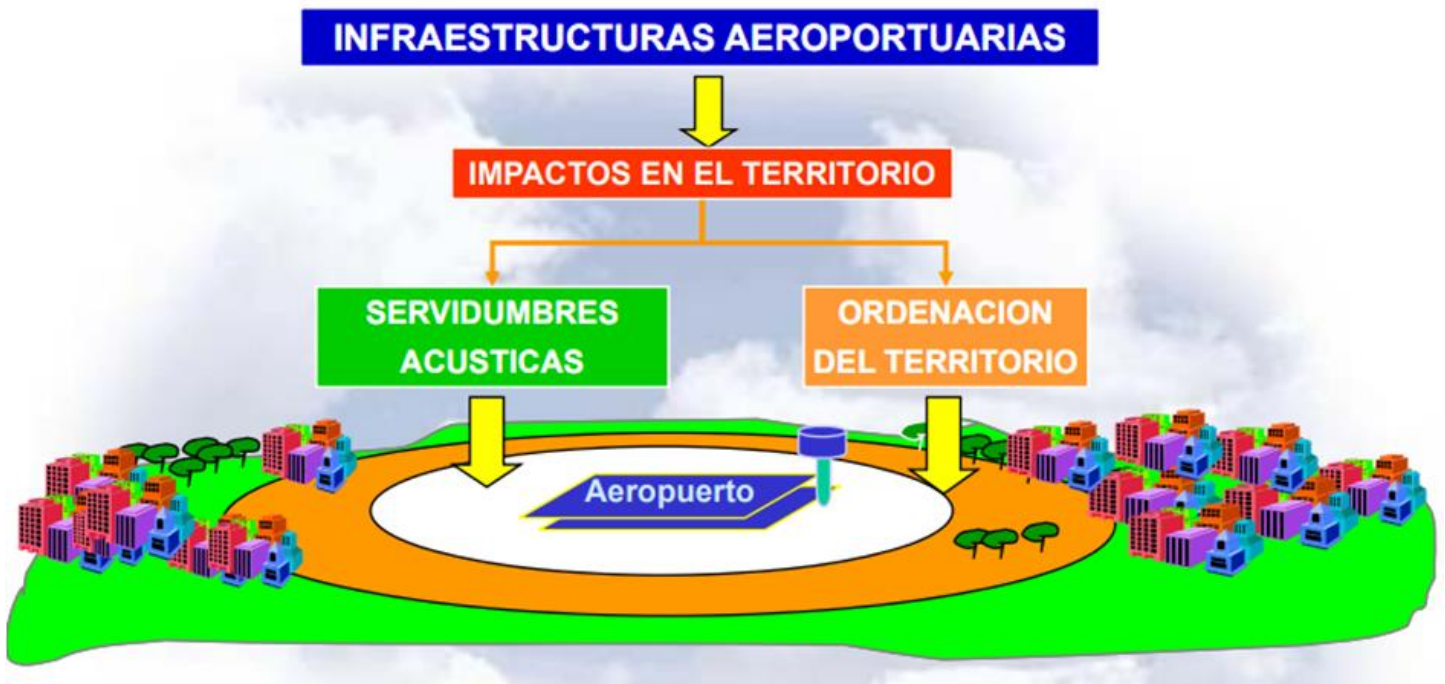 INFRAESTRUCTURAS AEROPORTUARIAS
IMPACTOS EN EL TERRITORIO
SERVIDUMBRES
ACUSTICAS
ORDENACION
DEL TERRITORIO
Aeropuerto